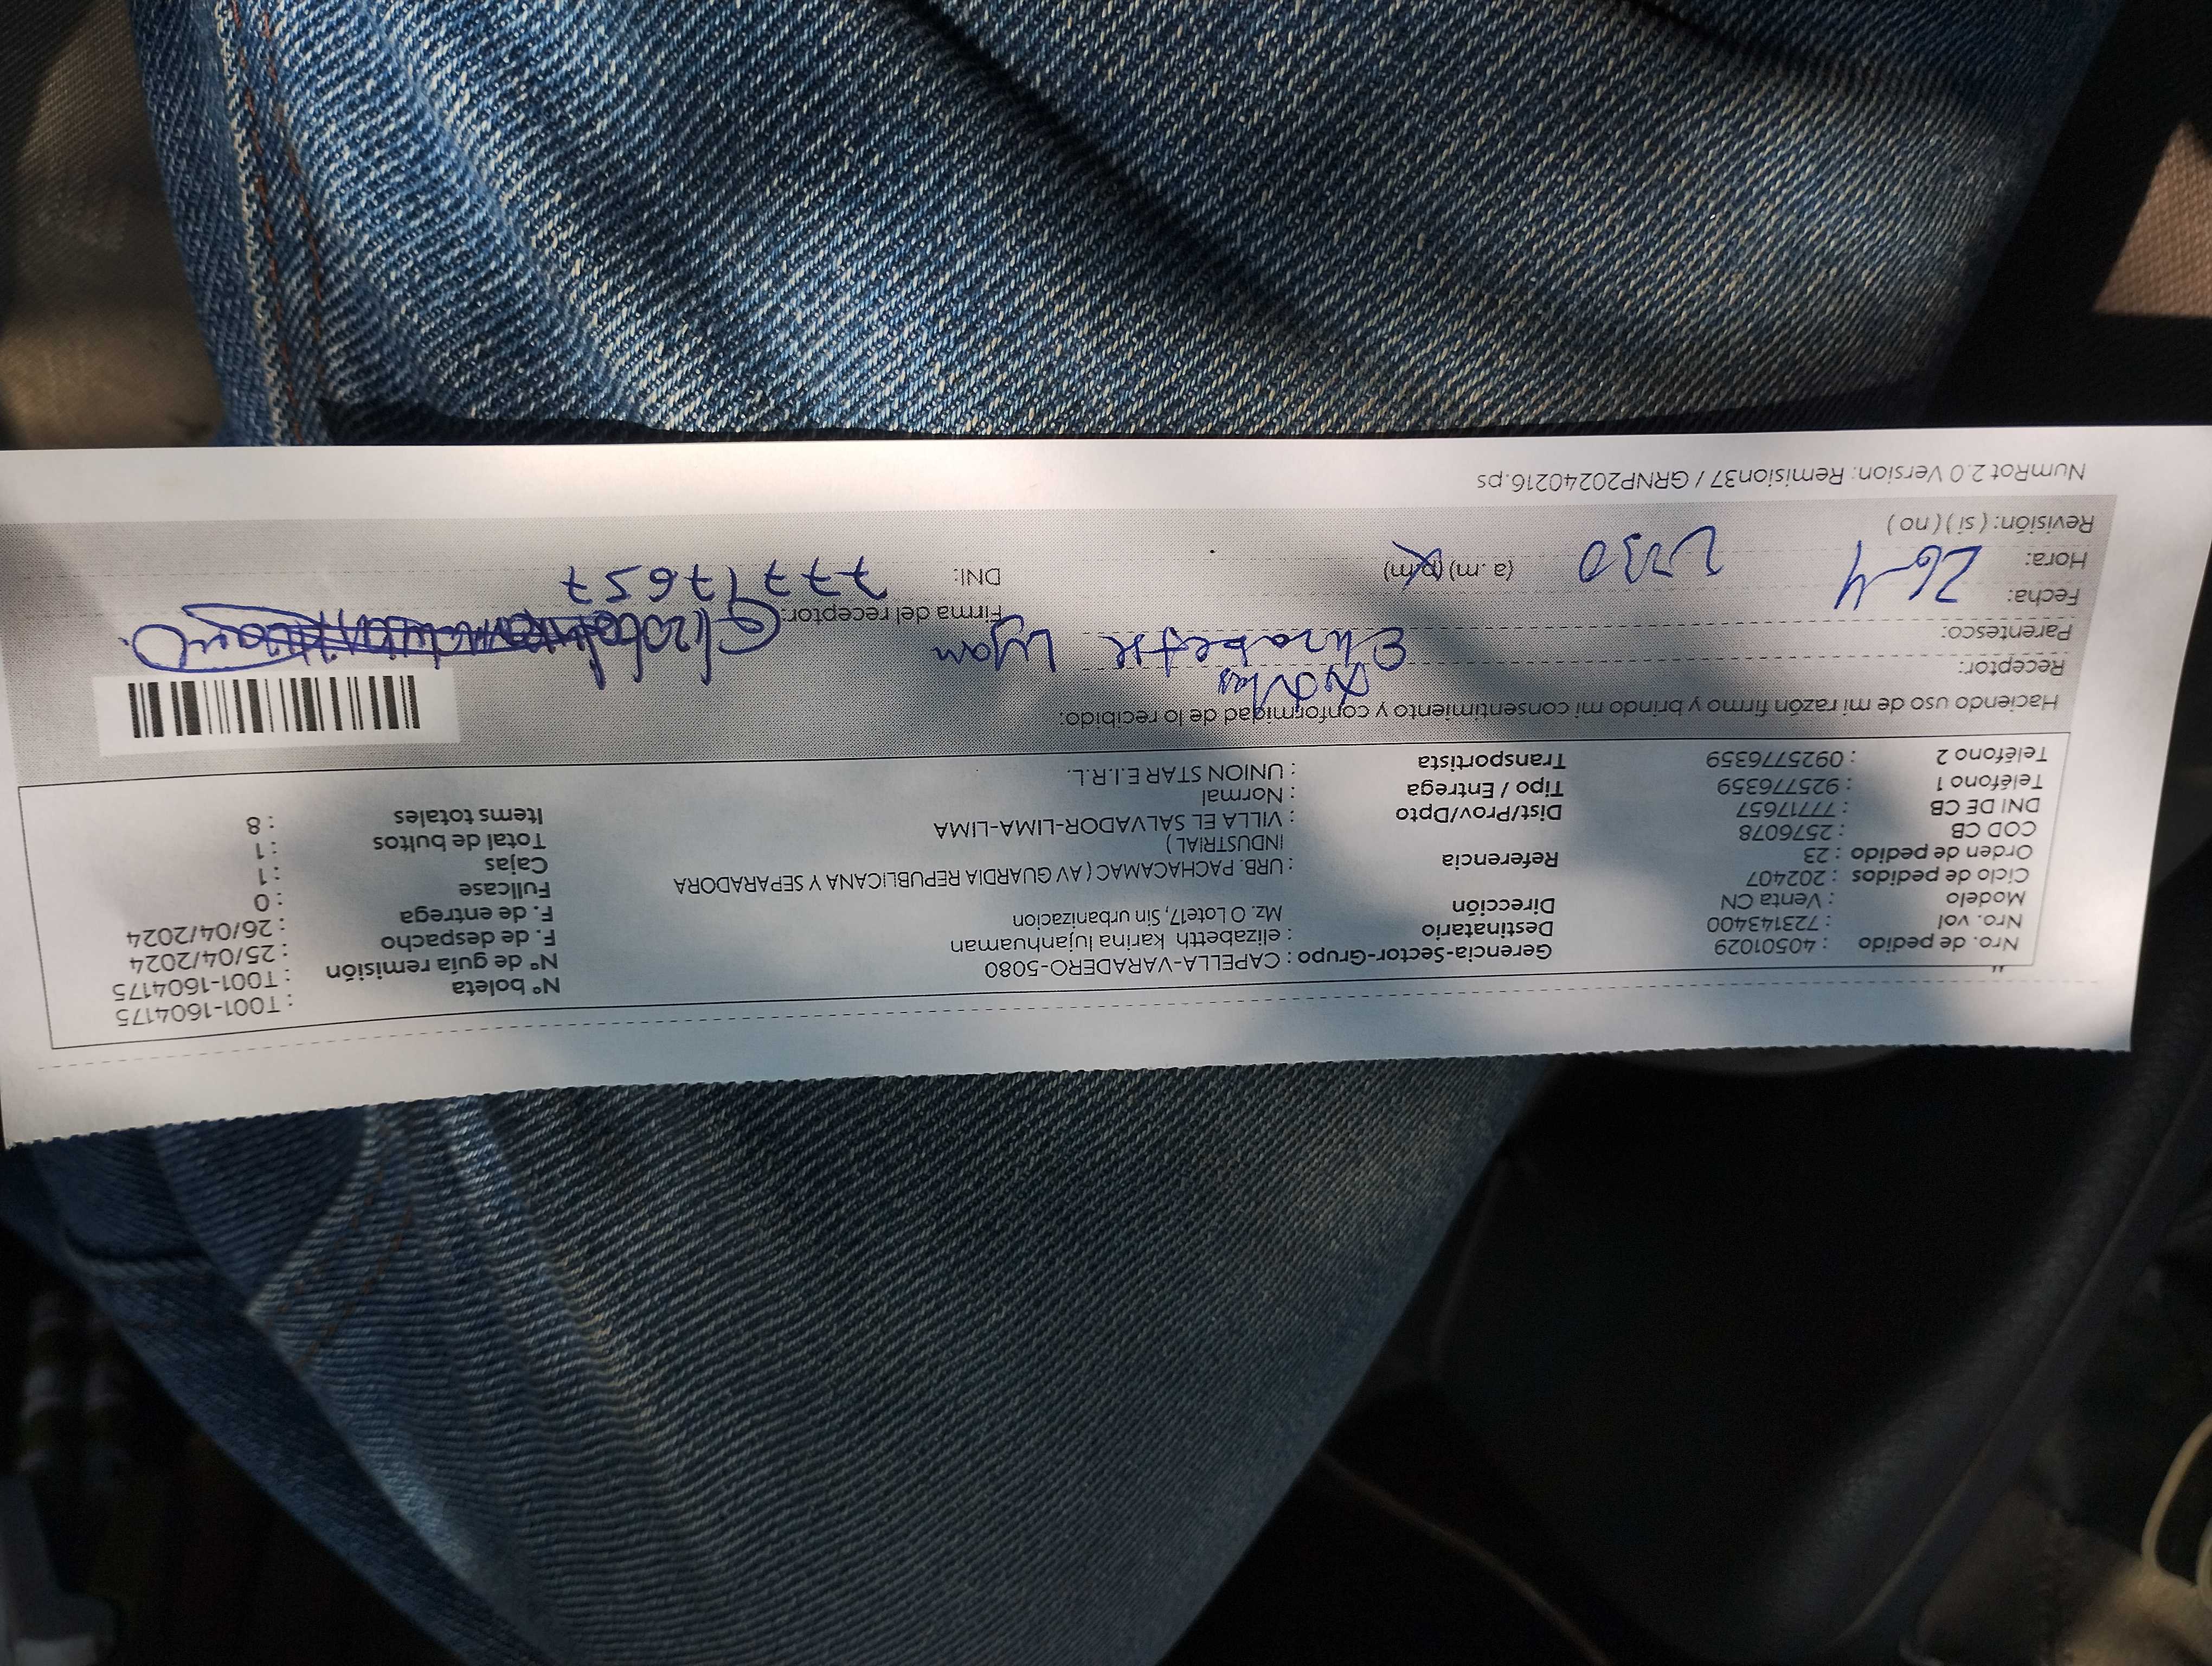 Nro. de pedido : 40501029
Nro. vol : 723143400
Modelo : Venta CN
Ciclo de pedidos : 202407
Orden de pedido : 23
COD CB : 2576078
DNI DE CB : 77717657
Teléfono 1 : 925776359
Teléfono 2 : 0925776359
Gerencia-Sector-Grupo : CAPELLA-VARADERO-5080
Destinatario : elizabetth karina lujanhuaman
Dirección Mz. O Lote17, Sin urbanizacion
Referencia : URB. PACHACAMAC ( AV GUARDIA REPUBLICANA Y SEPARADORA
INDUSTRIAL )
Dist/Prov/Dpto : VILLA EL SALVADOR-LIMA-LIMA
Tipo / Entrega : Normal
Transportista : UNION STAR E.I.R.L.
Nº boleta : T001-1604175
Nº de guía remisión : T001-1604175
F. de despacho : 25/04/2024
F. de entrega : 26/04/2024
Fullcase : 0
Cajas : 1
Total de bultos : 1
Items totales : 8
Haciendo uso de mi razón firmo y brindo mi consentimiento y conformidad de lo recibido:
Receptor:
Parentesco: Elizabeth Lujan
Fecha: 26-4
Hora: (a.m) (p.m)
Revisión: ( si ) ( no )
Firma del receptor:
DNI: 77717657
NumRot 2.0 Version: Remision37 / GRNP20240216.ps